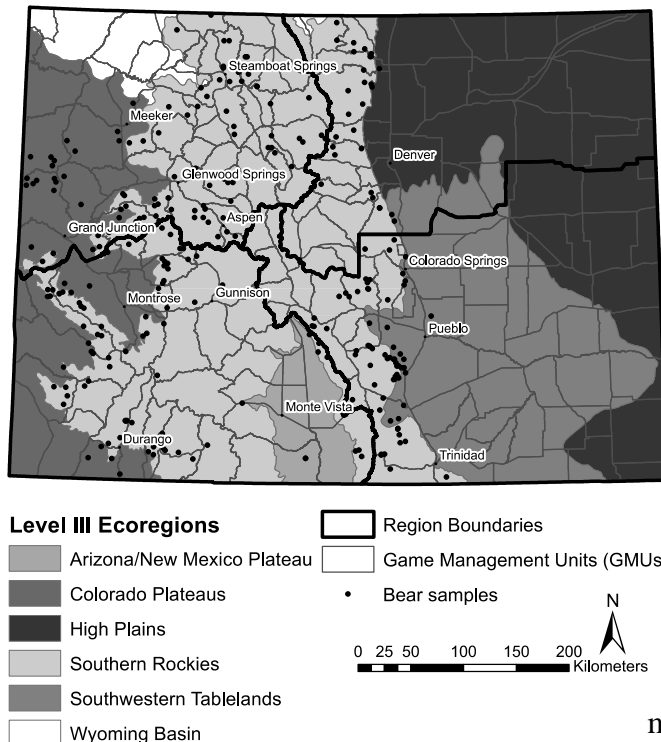 Steamboat Springs
Meeker
Denver
Glenwood Springs
Aspen
Grand Junction
Colorado Springs
Montrose
Gunnison
Pueblo
Monte Vista
Durango
Trinidad
Level III Ecoregions
Arizona/New Mexico Plateau
Colorado Plateaus
High Plains
Southern Rockies
Southwestern Tablelands
Wyoming Basin
Region Boundaries
Game Management Units (GMUs
Bear samples
N
0 25 50 100 150 200
Kilometers
n